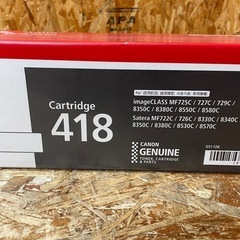 Cartridge
418
For
imageCLASS MF725C / 727C / 729C /
8350C / 8380C / 8550C / 8580C
Satera MF722C / 726C / 8330C / 8340C
8350C / 8380C / 8530C / 8570C
CANON
GENUINE
TONER, CARTRIDGE
& PARTS